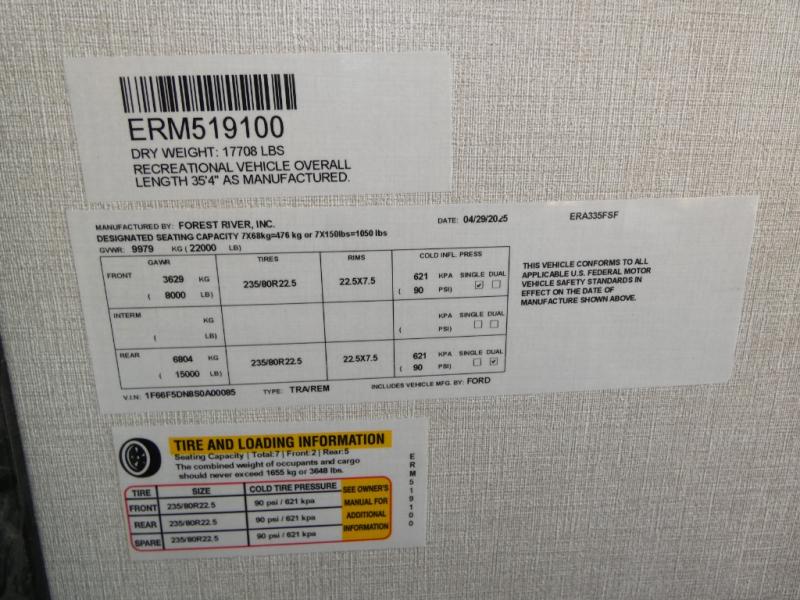 ERM519100
DRY WEIGHT: 17708 LBS
RECREATIONAL VEHICLE OVERALL
LENGTH 35'4" AS MANUFACTURED.
MANUFACTURED BY: FOREST RIVER, INC. DATE: 04/29/2025 ERA335FSF
DESIGNATED SEATING CAPACITY 7X68kg=476 kg or 7X150lbs=1050 lbs
GVWR: 9979 KG ( 22000 LB)
GAWR TIRES RIMS COLD INFL. PRESS
FRONT 3629 KG 235/80R22.5 22.5X7.5 621 KPA SINGLE DUAL
( 8000 LB) ( 90 PSI) ☑ ☐
INTERM KG KPA SINGLE DUAL
( LB) ( PSI) ☐ ☐
REAR 6804 KG 235/80R22.5 22.5X7.5 621 KPA SINGLE DUAL
( 15000 LB) ( 90 PSI) ☐ ☑
THIS VEHICLE CONFORMS TO ALL
APPLICABLE U.S. FEDERAL MOTOR
VEHICLE SAFETY STANDARDS IN
EFFECT ON THE DATE OF
MANUFACTURE SHOWN ABOVE.
V.I.N: 1F66F5DN8S0A00085 TYPE: TRA/REM INCLUDES VEHICLE MFG. BY: FORD
TIRE AND LOADING INFORMATION
Seating Capacity | Total:7 | Front:2 | Rear:5
The combined weight of occupants and cargo
should never exceed 1655 kg or 3648 lbs.
TIRE SIZE COLD TIRE PRESSURE
FRONT 235/80R22.5 90 psi / 621 kpa
REAR 235/80R22.5 90 psi / 621 kpa
SPARE 235/80R22.5 90 psi / 621 kpa
SEE OWNER'S
MANUAL FOR
ADDITIONAL
INFORMATION
ERM519100